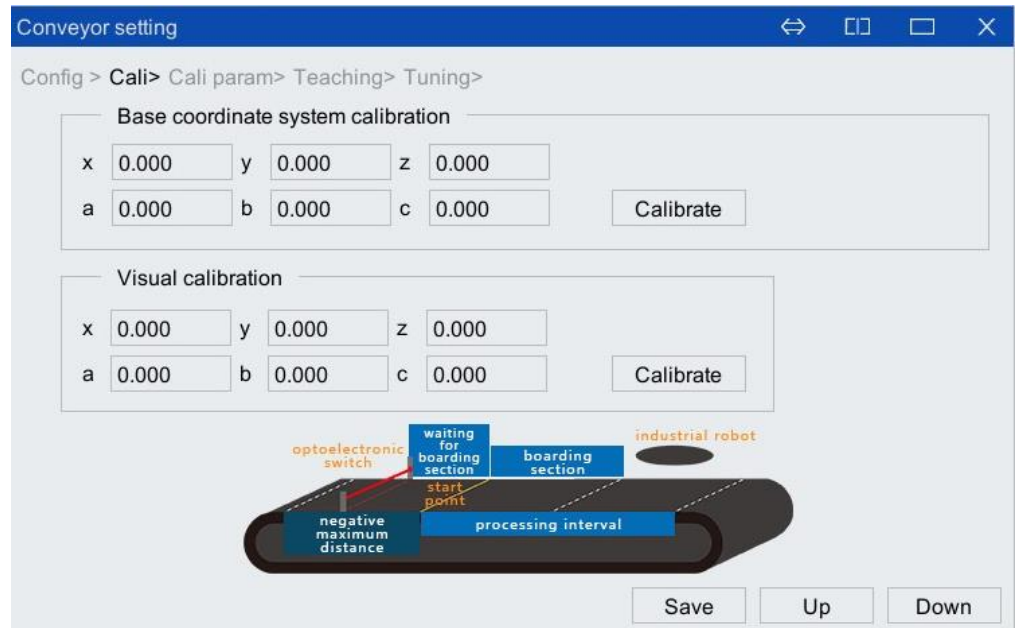 Conveyor setting
Config > Cali> Cali param> Teaching> Tuning>
Base coordinate system calibration
x 0.000 y 0.000 z 0.000
a 0.000 b 0.000 c 0.000 Calibrate
Visual calibration
x 0.000 y 0.000 z 0.000
a 0.000 b 0.000 c 0.000 Calibrate
optoelectronic
switch
waiting
for
boarding
section
boarding
section
industrial robot
start
point
negative
maximum
distance
processing interval
Save Up Down